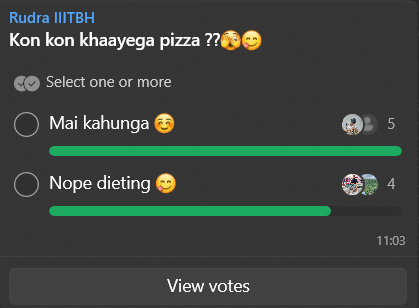 Rudra IIITBH
Kon kon khaayega pizza ??🫣😋
Select one or more
Mai kahunga ☺️ 5
Nope dieting 😋 4
11:03
View votes